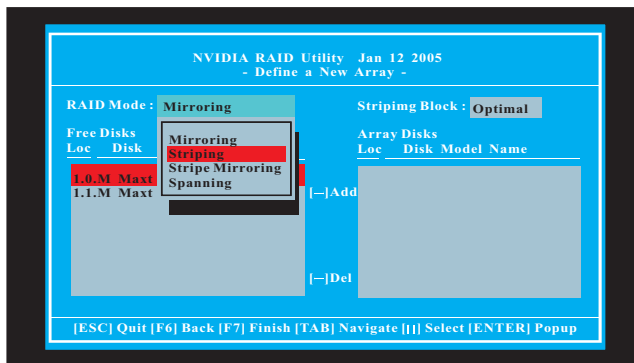 NVIDIA RAID Utility Jan 12 2005
- Define a New Array -
RAID Mode : Mirroring
Stripimg Block : Optimal
Free Disks
Loc Disk
Mirroring
Striping
Stripe Mirroring
Spanning
1.0.M Maxt
1.1.M Maxt
Array Disks
Loc Disk Model Name
[—]Add
[—]Del
[ESC] Quit [F6] Back [F7] Finish [TAB] Navigate [↓↓] Select [ENTER] Popup